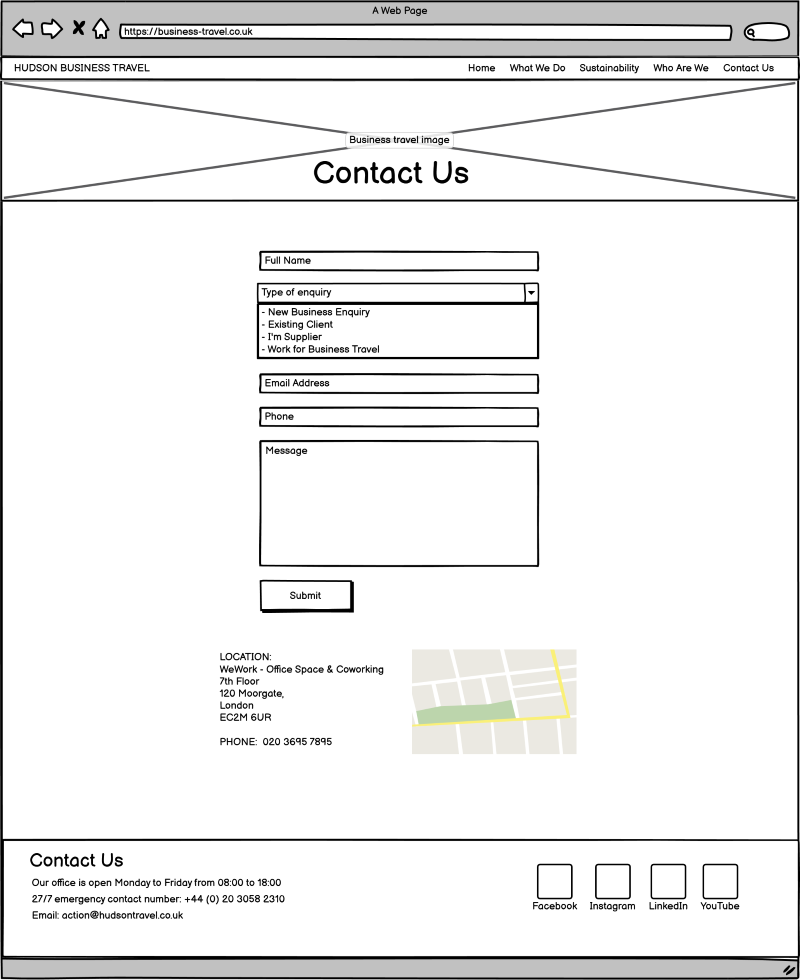 A Web Page
https://business-travel.co.uk
HUDSON BUSINESS TRAVEL
Home What We Do Sustainability Who Are We Contact Us
Business travel image
Contact Us
Full Name
Type of enquiry
- New Business Enquiry
- Existing Client
- I'm Supplier
- Work for Business Travel
Email Address
Phone
Message
Submit
LOCATION:
WeWork - Office Space & Coworking
7th Floor
120 Moorgate,
London
EC2M 6UR
PHONE: 020 3695 7895
Contact Us
Our office is open Monday to Friday from 08:00 to 18:00
27/7 emergency contact number: +44 (0) 20 3058 2310
Email: action@hudsontravel.co.uk
Facebook Instagram LinkedIn YouTube